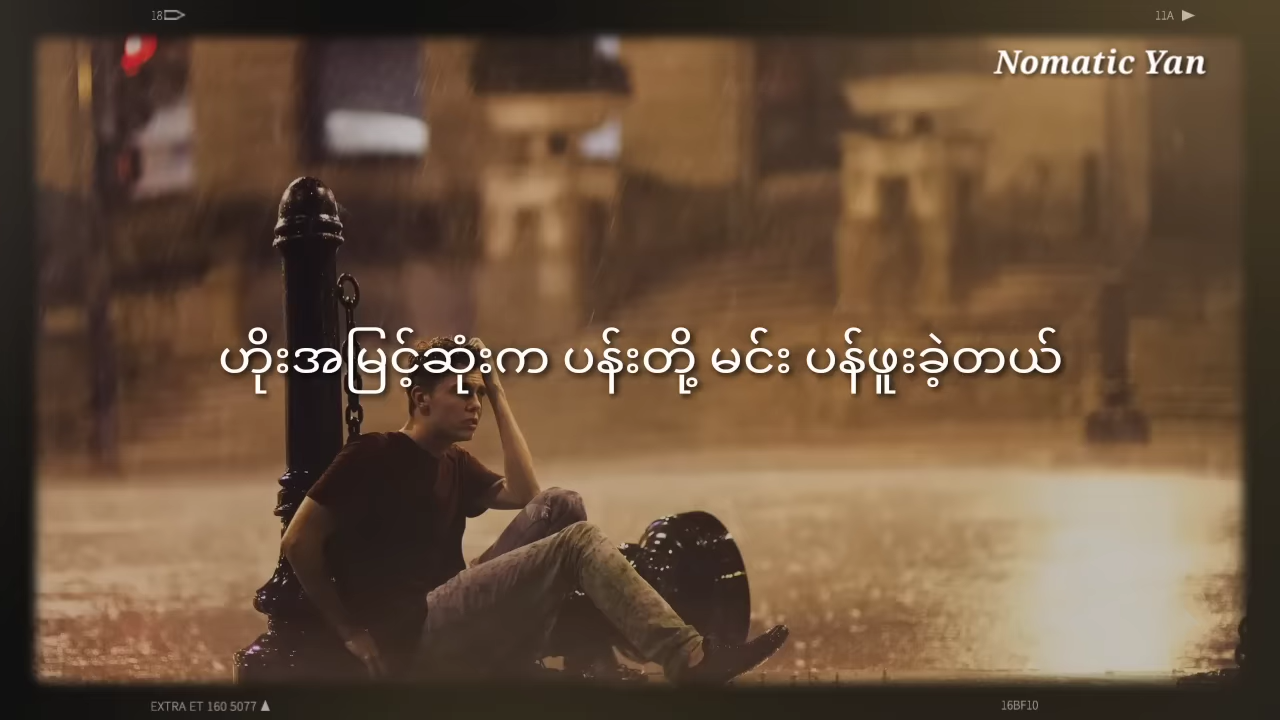 18
11A
Nomatic Yan
ဟိုးအမြင့်ဆုံးက ပန်းတို့ မင်း ပန်ဖူးခဲ့တယ်
EXTRA ET 160 5077
16BF10